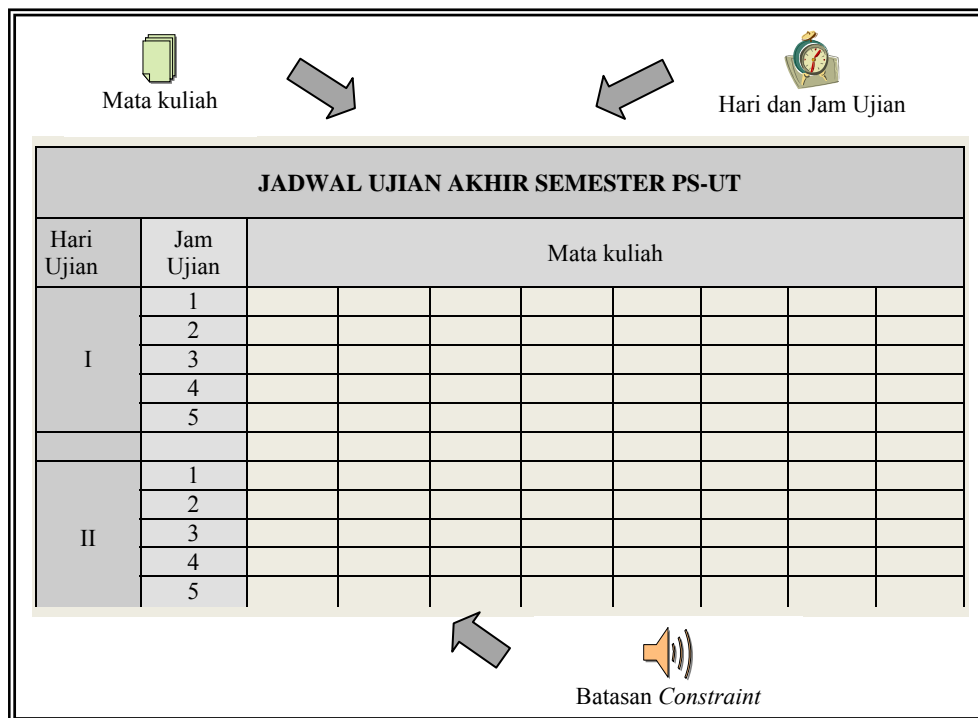 Mata kuliah
Hari dan Jam Ujian
JADWAL UJIAN AKHIR SEMESTER PS-UT
Hari
Ujian
Jam
Ujian
Mata kuliah
I
1
2
3
4
5
II
1
2
3
4
5
Batasan Constraint